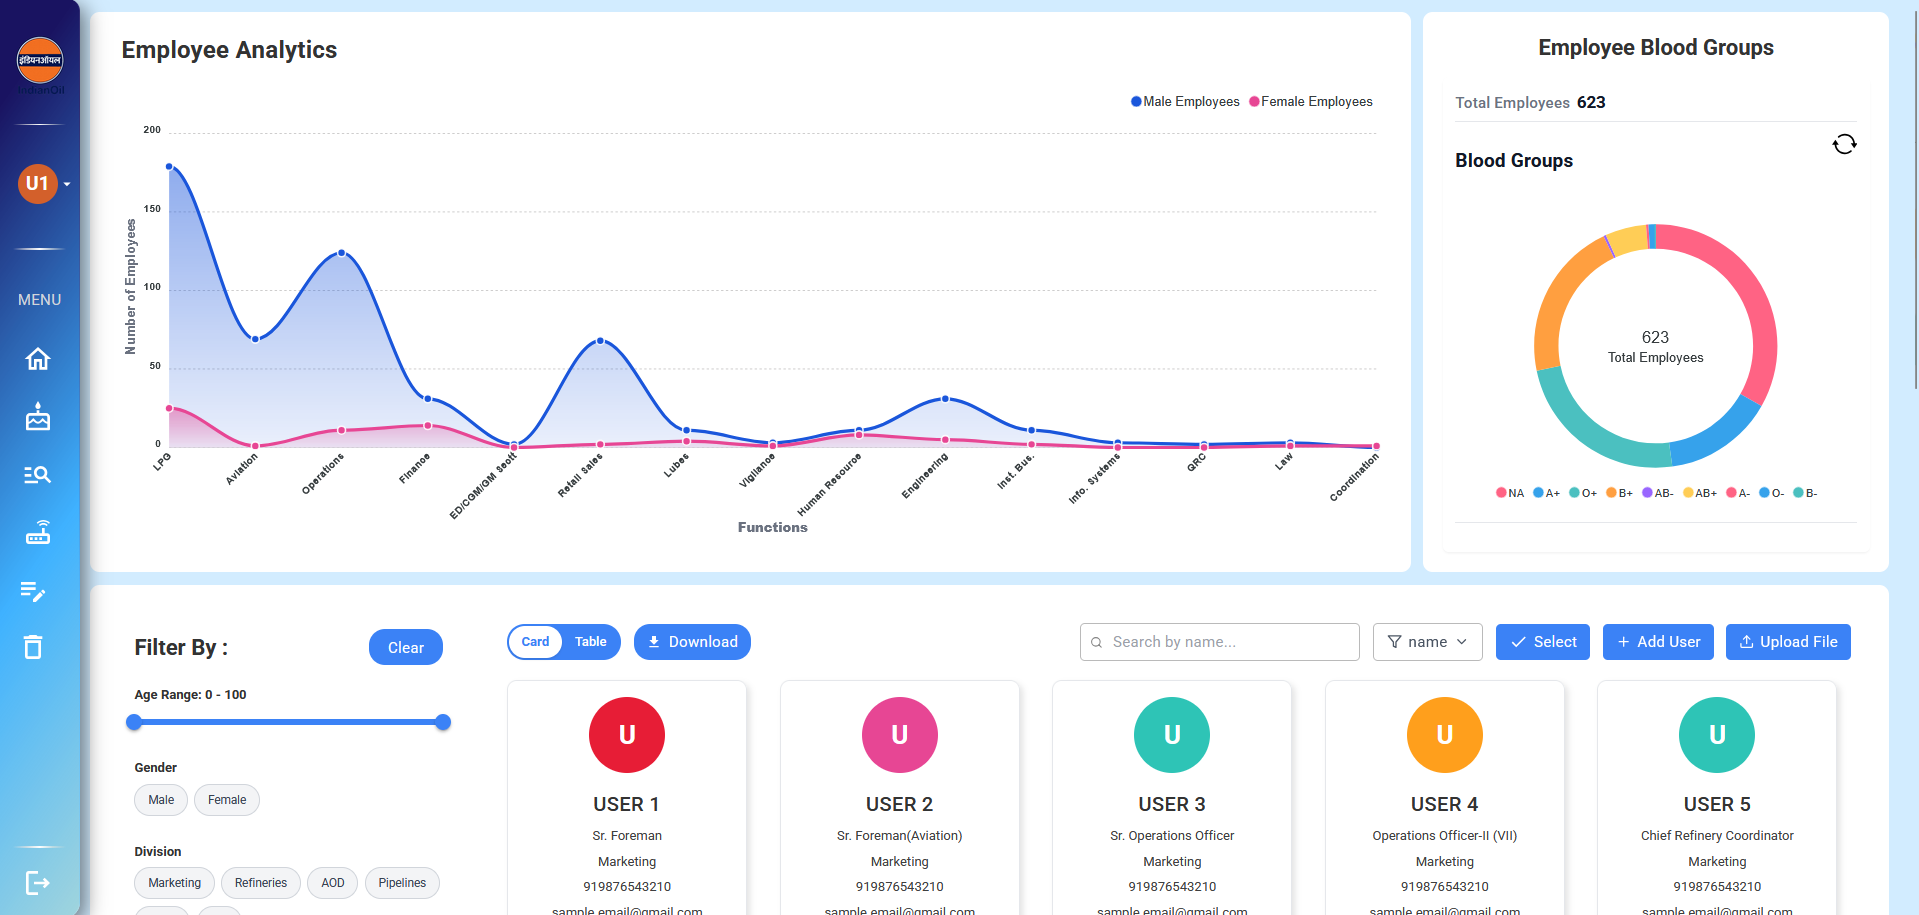 इंडियनऑयल
IndianOil
U1
MENU
Employee Analytics
Male Employees Female Employees
200
150
100
50
0
Number of Employees
LPG
Aviation
Operations
Finance
ED/CGM/GM Sectt
Retail Sales
Lubes
Vigilance
Human Resource
Engineering
Inst. Bus.
Info. Systems
QRC
Law
Coordination
Functions
Employee Blood Groups
Total Employees 623
Blood Groups
623
Total Employees
NA A+ O+ B+ AB- AB+ A- O- B-
Filter By :
Clear
Age Range: 0 - 100
Gender
Male Female
Division
Marketing Refineries AOD Pipelines
Card Table Download
Search by name...
name
Select
Add User
Upload File
U
USER 1
Sr. Foreman
Marketing
919876543210
sample.email@gmail.com
U
USER 2
Sr. Foreman(Aviation)
Marketing
919876543210
sample.email@gmail.com
U
USER 3
Sr. Operations Officer
Marketing
919876543210
sample.email@gmail.com
U
USER 4
Operations Officer-II (VII)
Marketing
919876543210
sample.email@gmail.com
U
USER 5
Chief Refinery Coordinator
Marketing
919876543210
sample.email@gmail.com